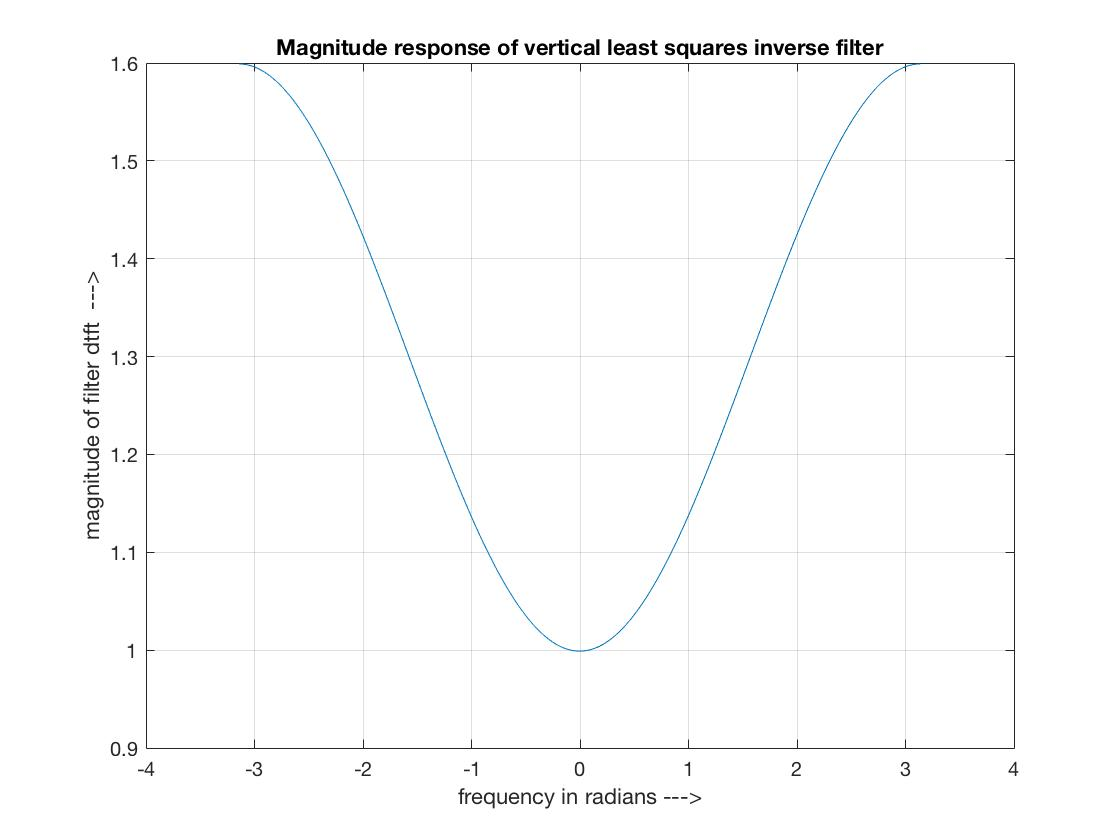 Magnitude response of vertical least squares inverse filter
1.6
1.5
1.4
1.3
1.2
1.1
1
0.9
magnitude of filter dtft --->
-4 -3 -2 -1 0 1 2 3 4
frequency in radians --->